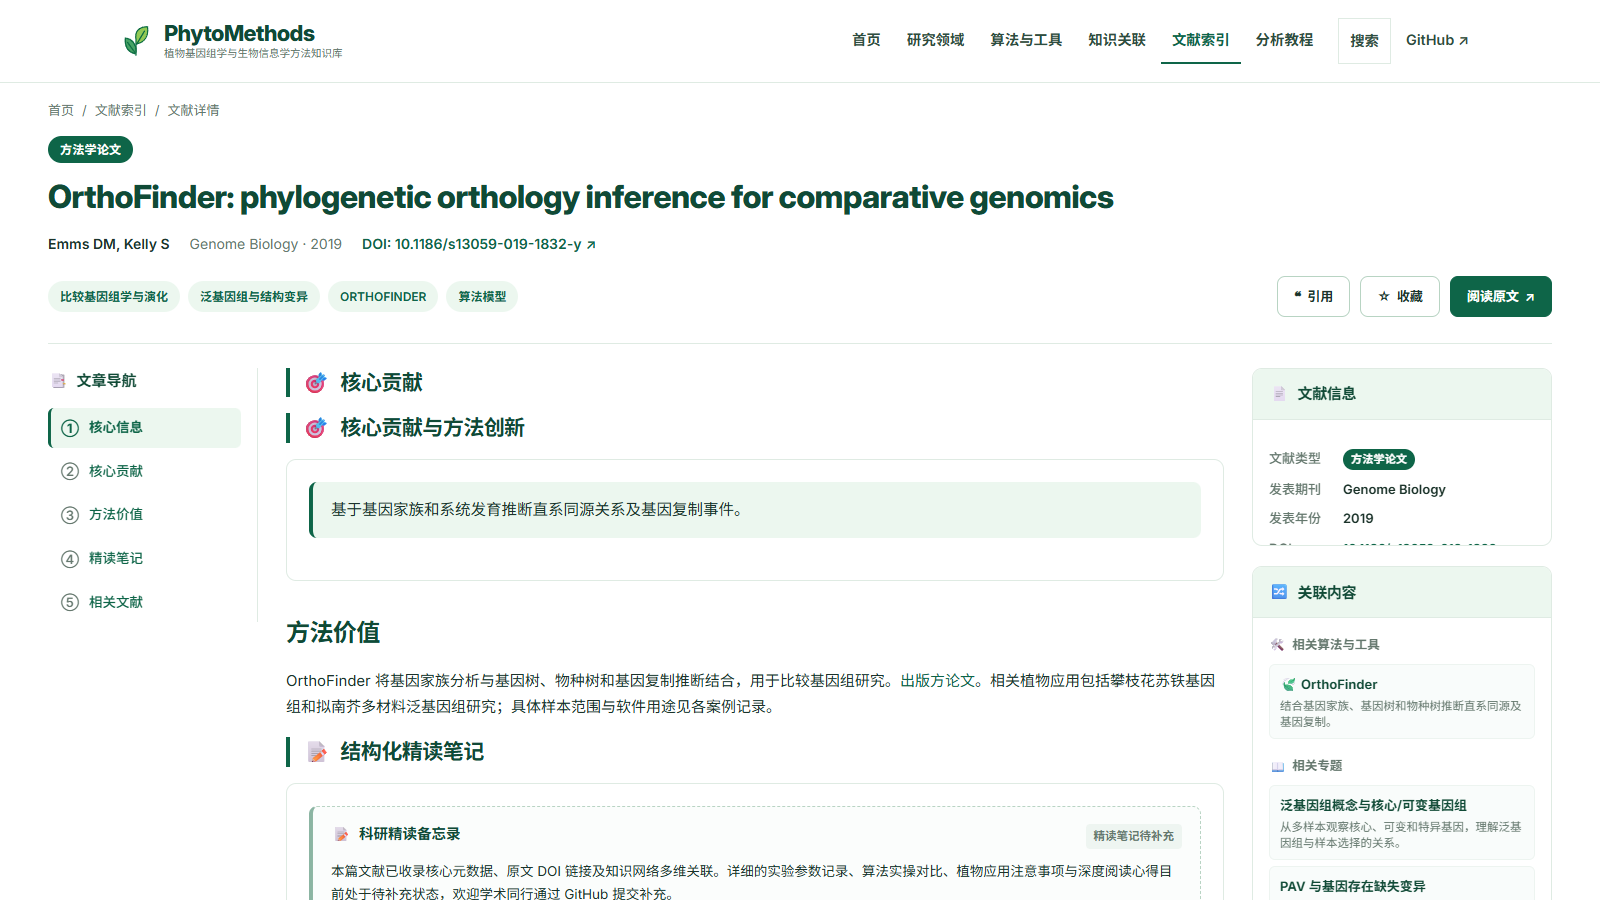 PhytoMethods
植物基因组学与生物信息学方法知识库
首页 研究领域 算法与工具 知识关联 文献索引 分析教程 搜索 GitHub ↗
首页 / 文献索引 / 文献详情
方法学论文
OrthoFinder: phylogenetic orthology inference for comparative genomics
Emms DM, Kelly S Genome Biology · 2019 DOI: 10.1186/s13059-019-1832-y ↗
比较基因组学与演化 泛基因组与结构变异 ORTHOFINDER 算法模型
❝ 引用 ☆ 收藏 阅读原文 ↗
文章导航
① 核心信息
② 核心贡献
③ 方法价值
④ 精读笔记
⑤ 相关文献
核心贡献
核心贡献与方法创新
基于基因家族和系统发育推断直系同源关系及基因复制事件。
方法价值
OrthoFinder 将基因家族分析与基因树、物种树和基因复制推断结合，用于比较基因组研究。出版方论文。相关植物应用包括攀枝花苏铁基因
组和拟南芥多材料泛基因组研究；具体样本范围与软件用途见各案例记录。
结构化精读笔记
科研精读备忘录
精读笔记待补充
本篇文献已收录核心元数据、原文 DOI 链接及知识网络多维关联。详细的实验参数记录、算法实操对比、植物应用注意事项与深度阅读心得目
前处于待补充状态，欢迎学术同行通过 GitHub 提交补充。
文献信息
文献类型 方法学论文
发表期刊 Genome Biology
发表年份 2019
关联内容
相关算法与工具
OrthoFinder
结合基因家族、基因树和物种树推断直系同源及
基因复制。
相关专题
泛基因组概念与核心/可变基因组
从多样本观察核心、可变和特异基因，理解泛基
因组与样本选择的关系。
PAV 与基因存在缺失变异